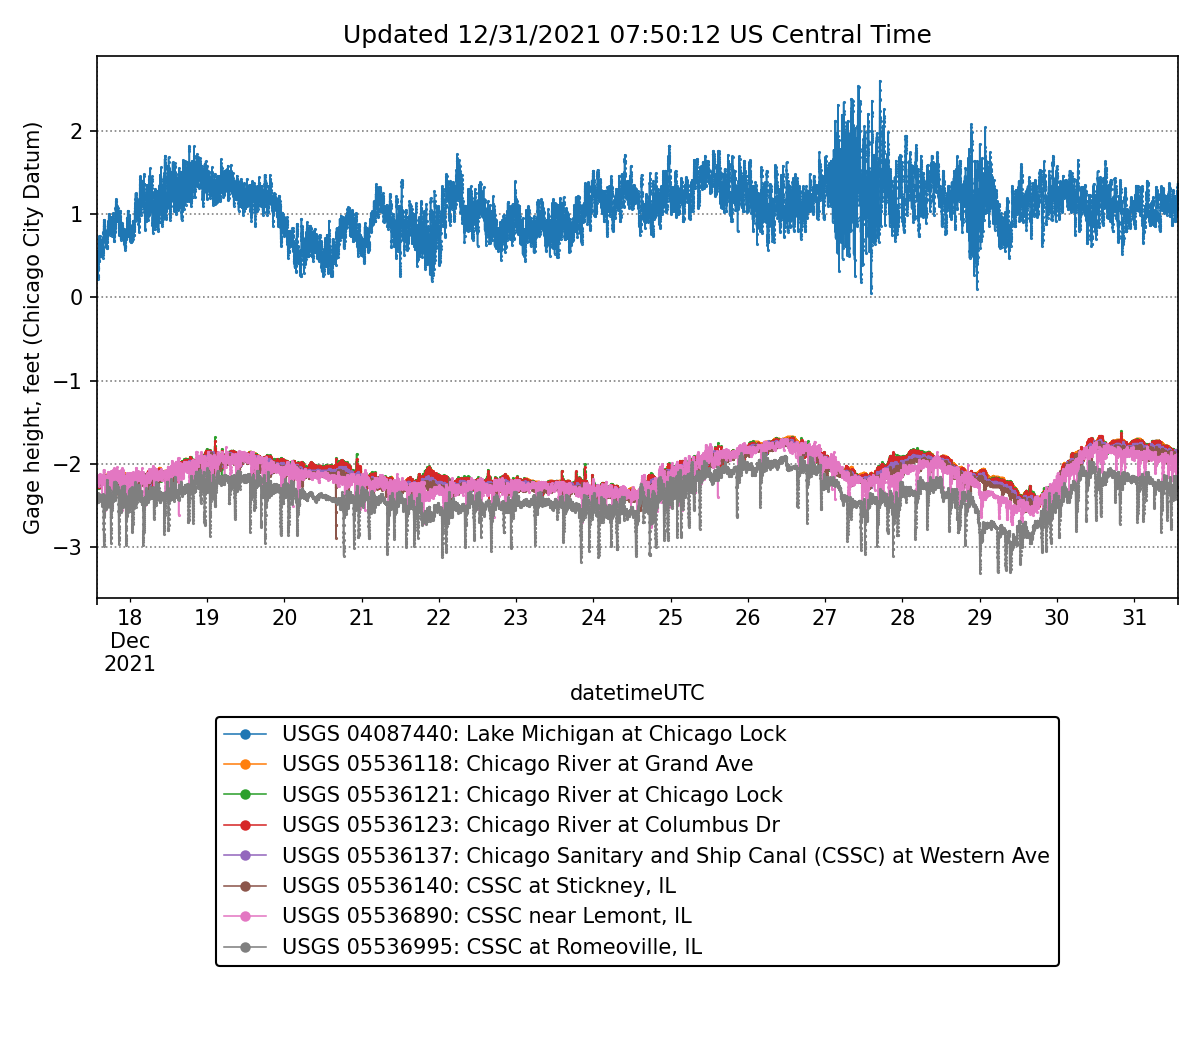 Updated 12/31/2021 07:50:12 US Central Time
Gage height, feet (Chicago City Datum)
2
1
0
−1
−2
−3
18 19 20 21 22 23 24 25 26 27 28 29 30 31
Dec
2021
datetimeUTC
USGS 04087440: Lake Michigan at Chicago Lock
USGS 05536118: Chicago River at Grand Ave
USGS 05536121: Chicago River at Chicago Lock
USGS 05536123: Chicago River at Columbus Dr
USGS 05536137: Chicago Sanitary and Ship Canal (CSSC) at Western Ave
USGS 05536140: CSSC at Stickney, IL
USGS 05536890: CSSC near Lemont, IL
USGS 05536995: CSSC at Romeoville, IL